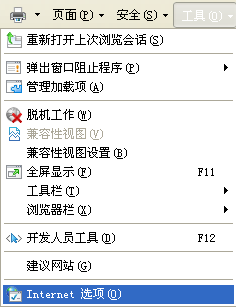 页面(P) 安全(S) 工具(O)
重新打开上次浏览会话(S)
弹出窗口阻止程序(P)
管理加载项(A)
脱机工作(W)
兼容性视图(V)
兼容性视图设置(B)
全屏显示(F) F11
工具栏(T)
浏览器栏(X)
开发人员工具(D) F12
建议网站(G)
Internet 选项(O)